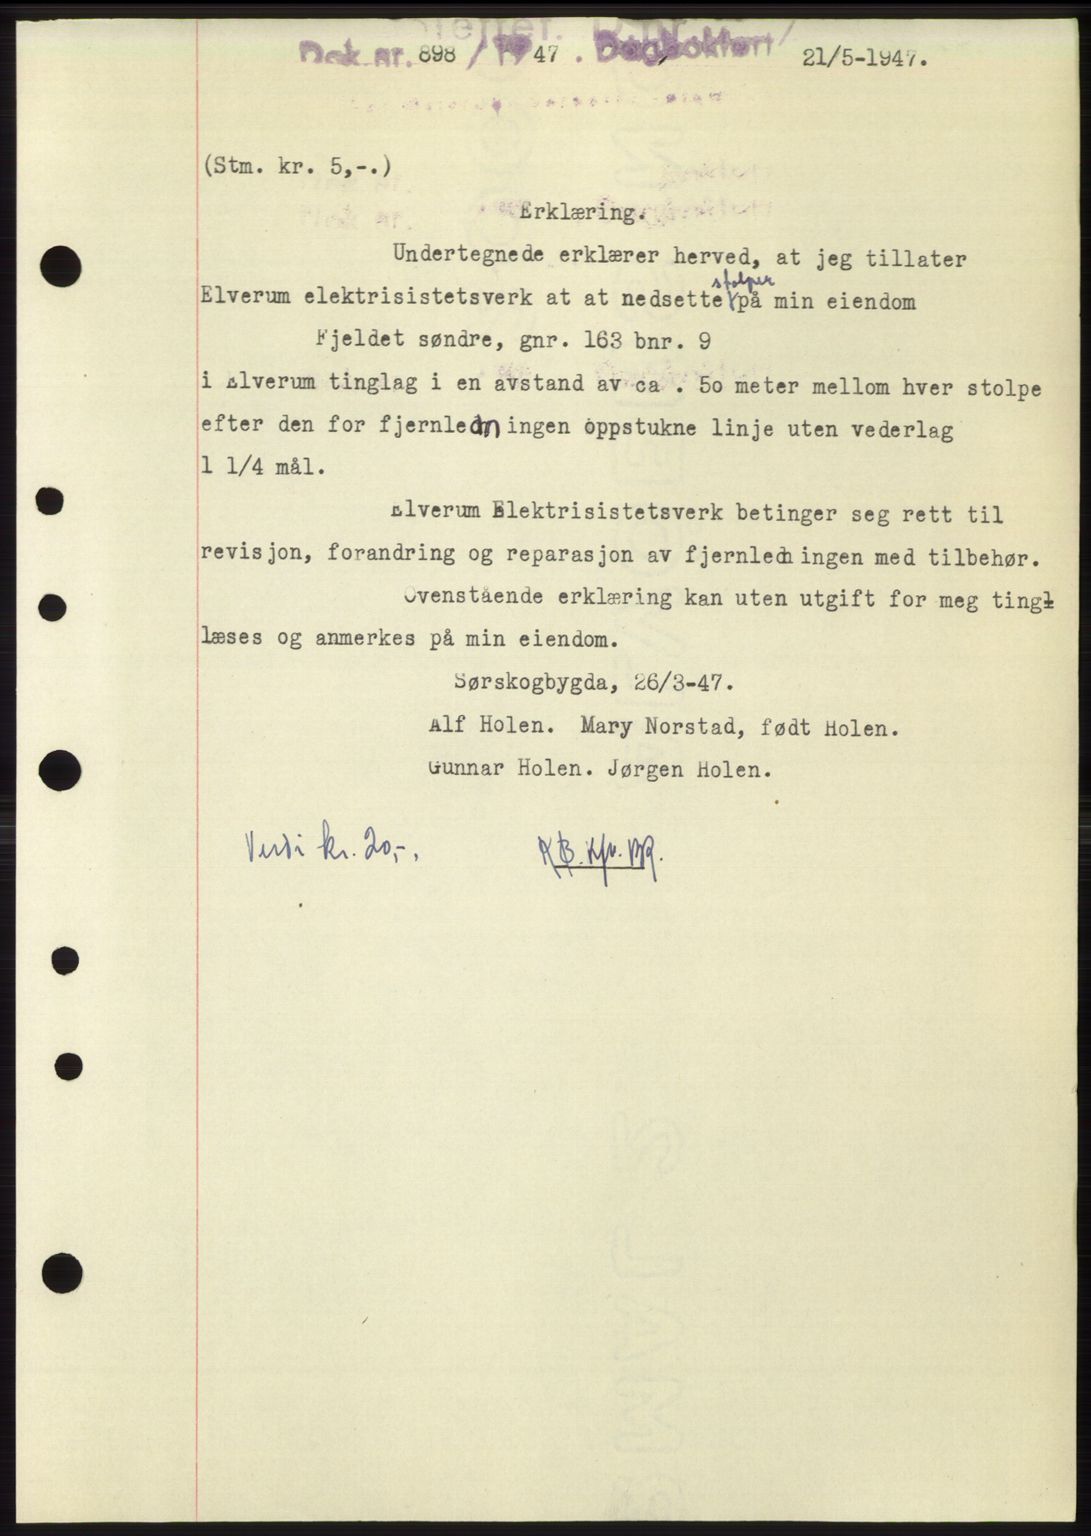 Dok.nr. 898 / 1947 . Dagbokført 21/5-1947.
(Stm. kr. 5,-.)
Erklæring.
Undertegnede erklærer herved, at jeg tillater
stolper
Elverum elektrisistetsverk at at nedsette på min eiendom
Fjeldet søndre, gnr. 163 bnr. 9
i Elverum tinglag i en avstand av ca . 50 meter mellom hver stolpe
efter den for fjernledningen oppstukne linje uten vederlag
1 1/4 mål.
Elverum Elektrisistetsverk betinger seg rett til
revisjon, forandring og reparasjon av fjernledningen med tilbehør.
Ovenstående erklæring kan uten utgift for meg ting
læses og anmerkes på min eiendom.
Sørskogbygda, 26/3-47.
Alf Holen. Mary Norstad, født Holen.
Gunnar Holen. Jørgen Holen.
Verdi kr. 20,-.